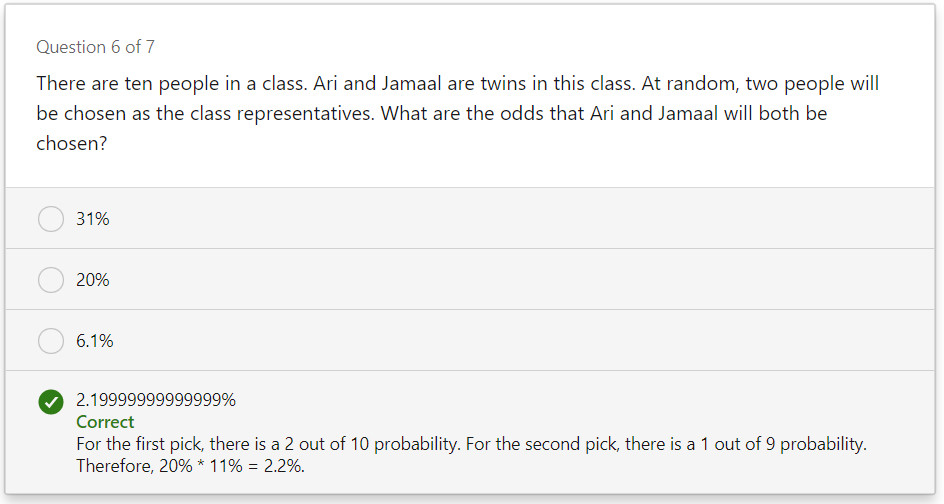 Question 6 of 7
There are ten people in a class. Ari and Jamaal are twins in this class. At random, two people will
be chosen as the class representatives. What are the odds that Ari and Jamaal will both be
chosen?
31%
20%
6.1%
2.19999999999999%
Correct
For the first pick, there is a 2 out of 10 probability. For the second pick, there is a 1 out of 9 probability.
Therefore, 20% * 11% = 2.2%.